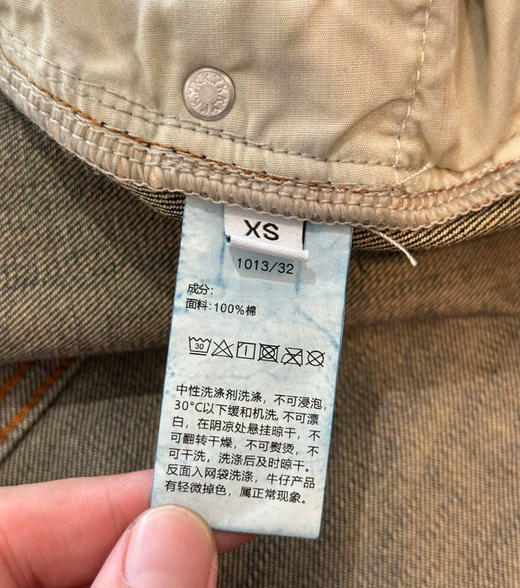 XS
1013/32
成分:
面料:100%棉
30
中性洗涤剂洗涤，不可浸泡，
30°C以下缓和机洗，不可漂
白，在阴凉处悬挂晾干，不
可翻转干燥，不可熨烫，不
可干洗，洗涤后及时晾干。
反面入网袋洗涤，牛仔产品
有轻微掉色，属正常现象。